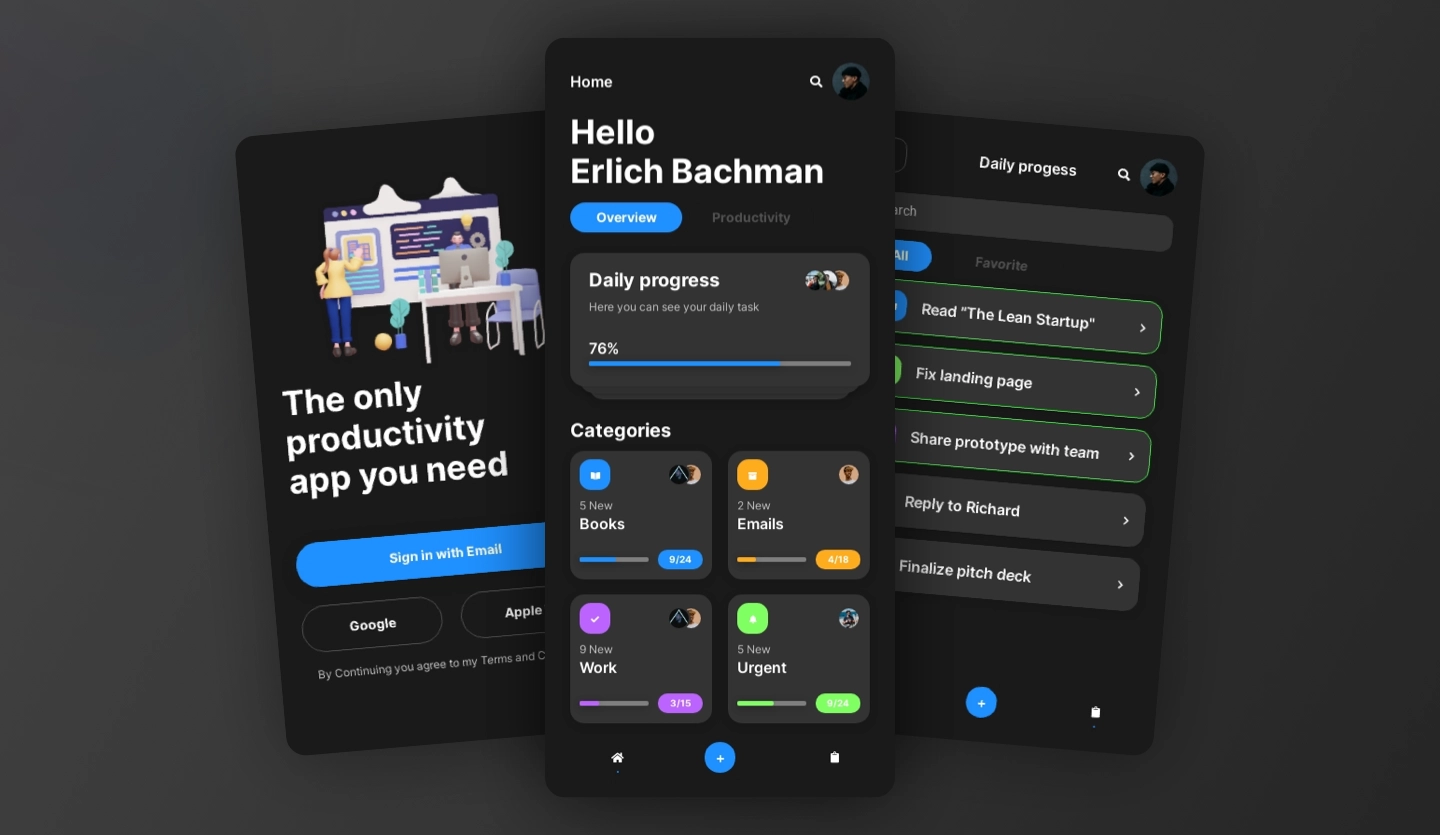 The only
productivity
app you need
Sign in with Email
Google
Apple
By Continuing you agree to my Terms and C
Home
Hello
Erlich Bachman
Overview
Productivity
Daily progress
Here you can see your daily task
76%
Categories
5 New
Books
9/24
2 New
Emails
4/18
9 New
Work
3/15
5 New
Urgent
9/24
+
Daily progess
arch
All
Favorite
Read "The Lean Startup"
Fix landing page
Share prototype with team
Reply to Richard
Finalize pitch deck
+